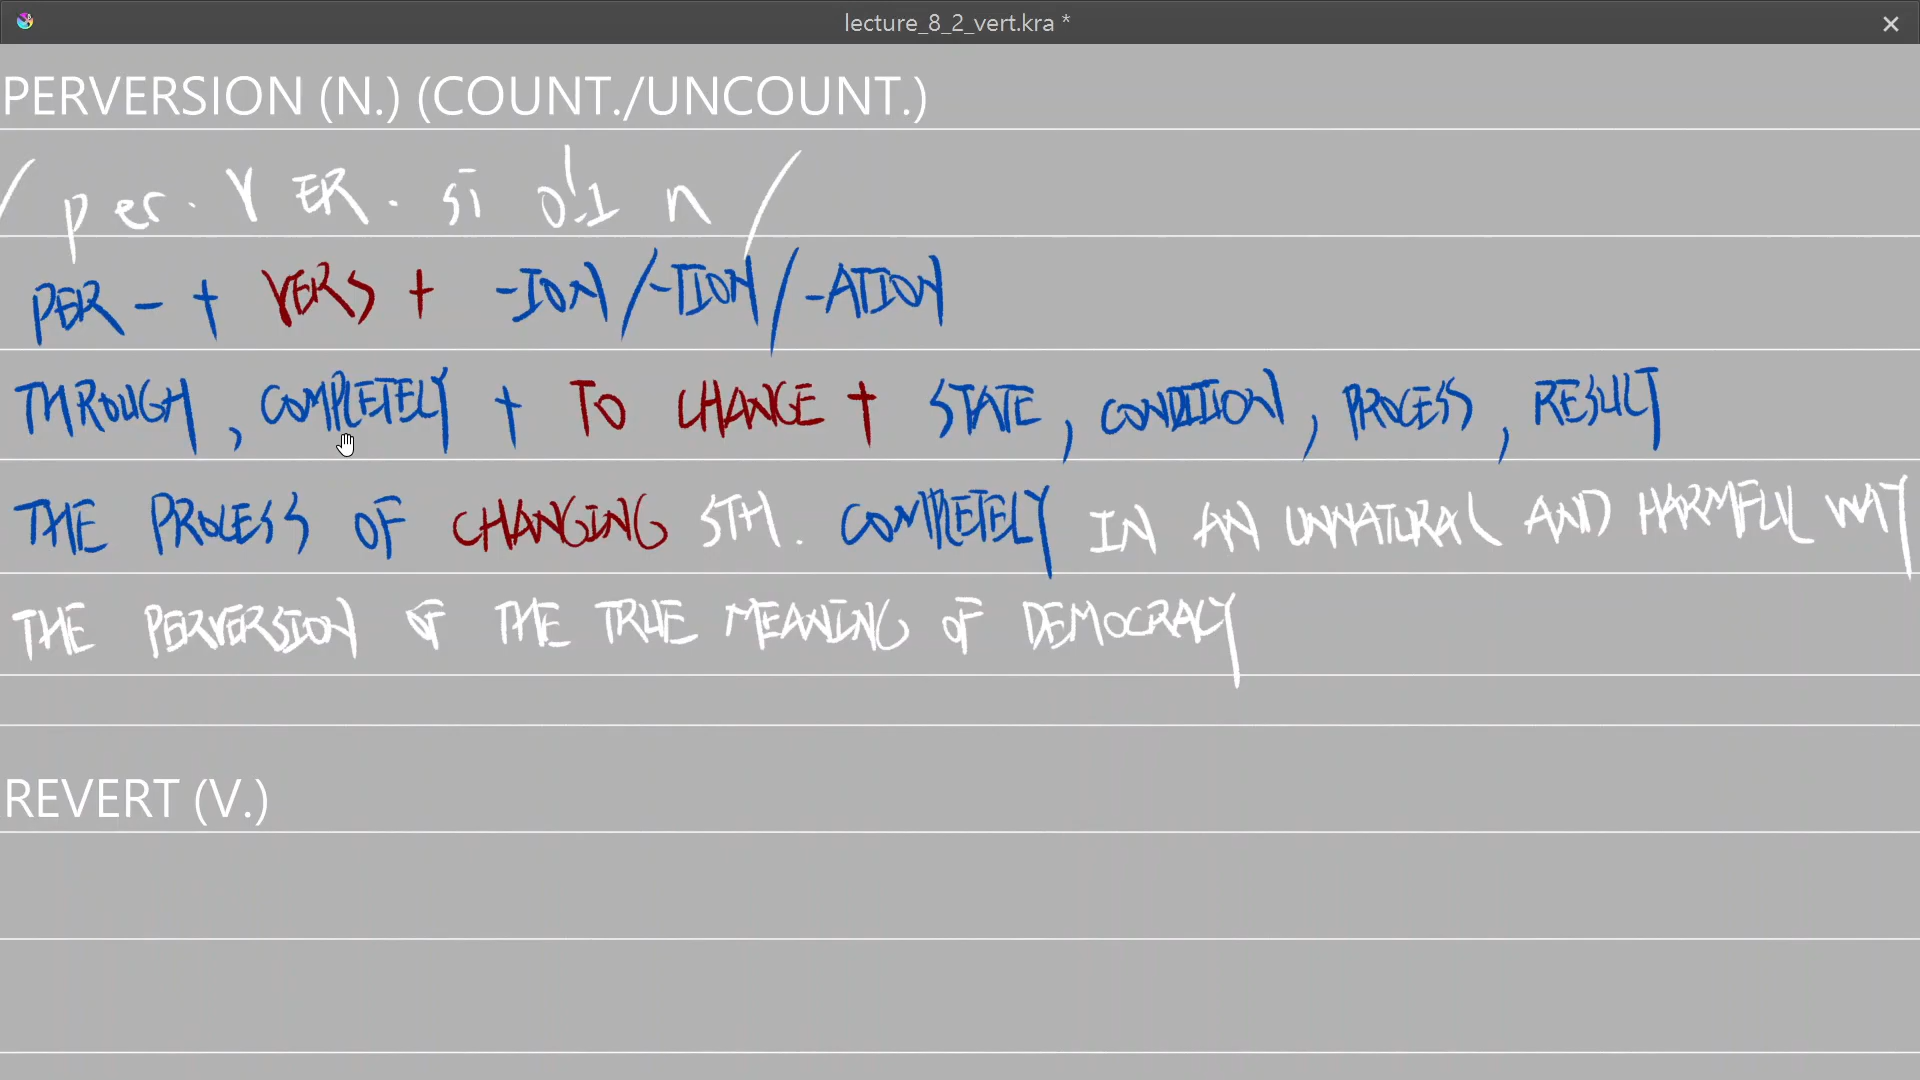 lecture_8_2_vert.kra *
PERVERSION (N.) (COUNT./UNCOUNT.)
/ per. VER. si n /
PER- + VERS + -ION/-TION/-ATION
THROUGH, COMPLETELY + TO CHANGE + STATE, CONDITION, PROCESS, RESULT
THE PROCESS OF CHANGING STH. COMPLETELY IN AN UNNATURAL AND HARMFUL WAY
THE PERVERSION OF THE TRUE MEANING OF DEMOCRACY
REVERT (V.)